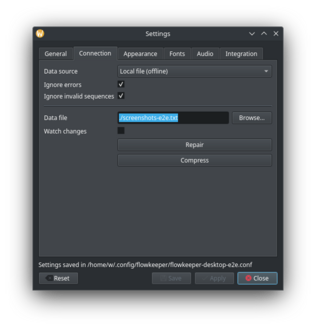 Settings
General Connection Appearance Fonts Audio Integration
Data source Local file (offline)
Ignore errors
Ignore invalid sequences
Data file /screenshots-e2e.txt Browse...
Watch changes
Repair
Compress
Settings saved in /home/w/.config/flowkeeper/flowkeeper-desktop-e2e.conf
Reset Save Apply Close